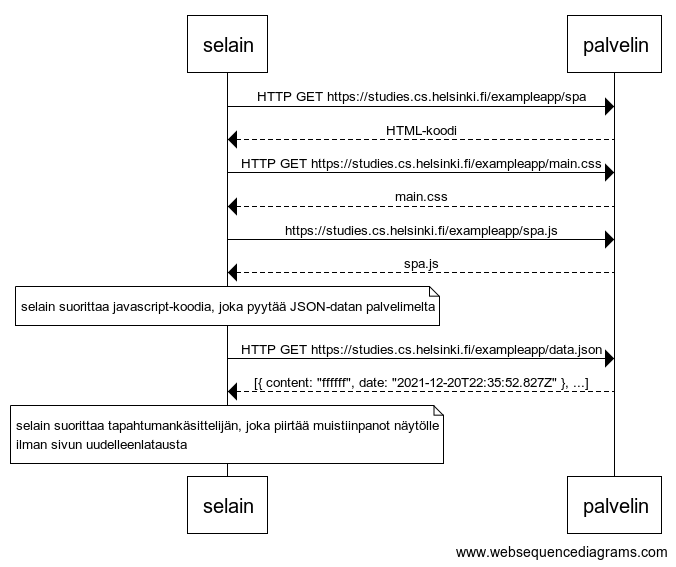 selain
palvelin
HTTP GET https://studies.cs.helsinki.fi/exampleapp/spa
HTML-koodi
HTTP GET https://studies.cs.helsinki.fi/exampleapp/main.css
main.css
https://studies.cs.helsinki.fi/exampleapp/spa.js
spa.js
selain suorittaa javascript-koodia, joka pyytää JSON-datan palvelimelta
HTTP GET https://studies.cs.helsinki.fi/exampleapp/data.json
[{ content: "ffffff", date: "2021-12-20T22:35:52.827Z" }, ...]
selain suorittaa tapahtumankäsittelijän, joka piirtää muistiinpanot näytölle
ilman sivun uudelleenlatausta
selain
palvelin
www.websequencediagrams.com